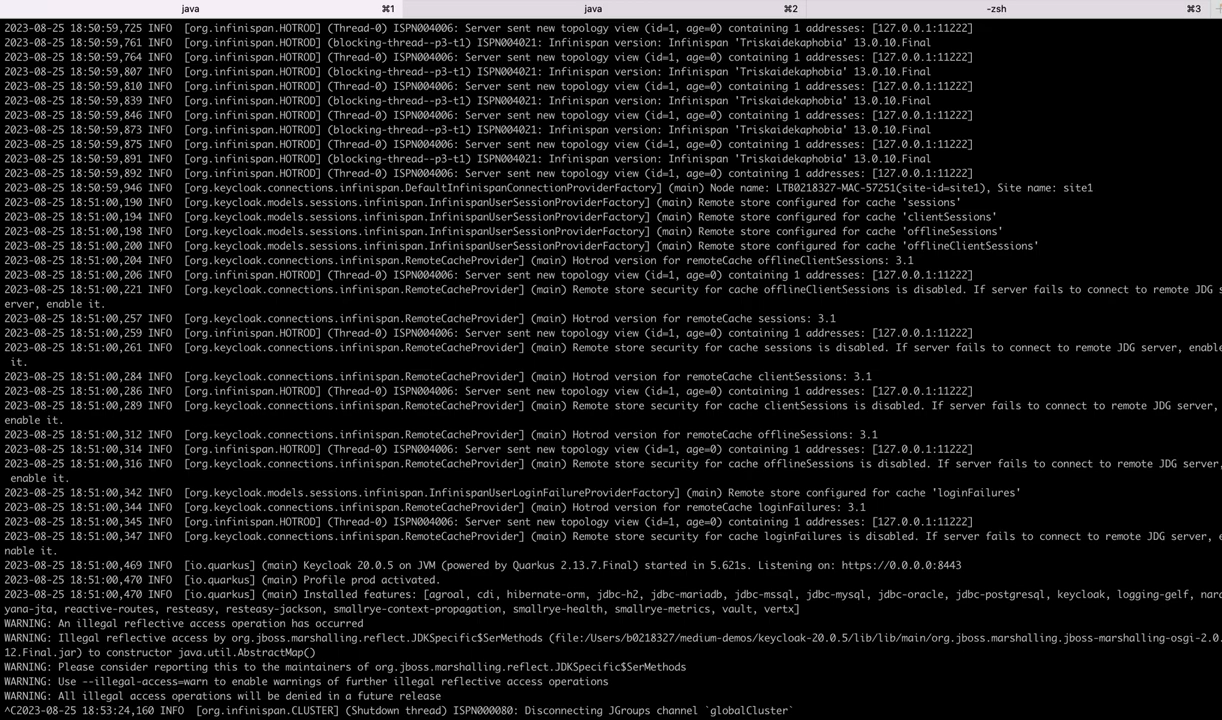 java ⌘1 java ⌘2 -zsh ⌘3
2023-08-25 18:50:59,725 INFO  [org.infinispan.HOTROD] (Thread-0) ISPN004006: Server sent new topology view (id=1, age=0) containing 1 addresses: [127.0.0.1:11222]
2023-08-25 18:50:59,761 INFO  [org.infinispan.HOTROD] (blocking-thread--p3-t1) ISPN004021: Infinispan version: Infinispan 'Triskaidekaphobia' 13.0.10.Final
2023-08-25 18:50:59,764 INFO  [org.infinispan.HOTROD] (Thread-0) ISPN004006: Server sent new topology view (id=1, age=0) containing 1 addresses: [127.0.0.1:11222]
2023-08-25 18:50:59,807 INFO  [org.infinispan.HOTROD] (blocking-thread--p3-t1) ISPN004021: Infinispan version: Infinispan 'Triskaidekaphobia' 13.0.10.Final
2023-08-25 18:50:59,810 INFO  [org.infinispan.HOTROD] (Thread-0) ISPN004006: Server sent new topology view (id=1, age=0) containing 1 addresses: [127.0.0.1:11222]
2023-08-25 18:50:59,839 INFO  [org.infinispan.HOTROD] (blocking-thread--p3-t1) ISPN004021: Infinispan version: Infinispan 'Triskaidekaphobia' 13.0.10.Final
2023-08-25 18:50:59,846 INFO  [org.infinispan.HOTROD] (Thread-0) ISPN004006: Server sent new topology view (id=1, age=0) containing 1 addresses: [127.0.0.1:11222]
2023-08-25 18:50:59,873 INFO  [org.infinispan.HOTROD] (blocking-thread--p3-t1) ISPN004021: Infinispan version: Infinispan 'Triskaidekaphobia' 13.0.10.Final
2023-08-25 18:50:59,875 INFO  [org.infinispan.HOTROD] (Thread-0) ISPN004006: Server sent new topology view (id=1, age=0) containing 1 addresses: [127.0.0.1:11222]
2023-08-25 18:50:59,891 INFO  [org.infinispan.HOTROD] (blocking-thread--p3-t1) ISPN004021: Infinispan version: Infinispan 'Triskaidekaphobia' 13.0.10.Final
2023-08-25 18:50:59,892 INFO  [org.infinispan.HOTROD] (Thread-0) ISPN004006: Server sent new topology view (id=1, age=0) containing 1 addresses: [127.0.0.1:11222]
2023-08-25 18:50:59,946 INFO  [org.keycloak.connections.infinispan.DefaultInfinispanConnectionProviderFactory] (main) Node name: LTB0218327-MAC-57251(site-id=site1), Site name: site1
2023-08-25 18:51:00,190 INFO  [org.keycloak.models.sessions.infinispan.InfinispanUserSessionProviderFactory] (main) Remote store configured for cache 'sessions'
2023-08-25 18:51:00,194 INFO  [org.keycloak.models.sessions.infinispan.InfinispanUserSessionProviderFactory] (main) Remote store configured for cache 'clientSessions'
2023-08-25 18:51:00,198 INFO  [org.keycloak.models.sessions.infinispan.InfinispanUserSessionProviderFactory] (main) Remote store configured for cache 'offlineSessions'
2023-08-25 18:51:00,200 INFO  [org.keycloak.models.sessions.infinispan.InfinispanUserSessionProviderFactory] (main) Remote store configured for cache 'offlineClientSessions'
2023-08-25 18:51:00,204 INFO  [org.keycloak.connections.infinispan.RemoteCacheProvider] (main) Hotrod version for remoteCache offlineClientSessions: 3.1
2023-08-25 18:51:00,206 INFO  [org.infinispan.HOTROD] (Thread-0) ISPN004006: Server sent new topology view (id=1, age=0) containing 1 addresses: [127.0.0.1:11222]
2023-08-25 18:51:00,221 INFO  [org.keycloak.connections.infinispan.RemoteCacheProvider] (main) Remote store security for cache offlineClientSessions is disabled. If server fails to connect to remote JDG s
erver, enable it.
2023-08-25 18:51:00,257 INFO  [org.keycloak.connections.infinispan.RemoteCacheProvider] (main) Hotrod version for remoteCache sessions: 3.1
2023-08-25 18:51:00,259 INFO  [org.infinispan.HOTROD] (Thread-0) ISPN004006: Server sent new topology view (id=1, age=0) containing 1 addresses: [127.0.0.1:11222]
2023-08-25 18:51:00,261 INFO  [org.keycloak.connections.infinispan.RemoteCacheProvider] (main) Remote store security for cache sessions is disabled. If server fails to connect to remote JDG server, enable
it.
2023-08-25 18:51:00,284 INFO  [org.keycloak.connections.infinispan.RemoteCacheProvider] (main) Hotrod version for remoteCache clientSessions: 3.1
2023-08-25 18:51:00,286 INFO  [org.infinispan.HOTROD] (Thread-0) ISPN004006: Server sent new topology view (id=1, age=0) containing 1 addresses: [127.0.0.1:11222]
2023-08-25 18:51:00,289 INFO  [org.keycloak.connections.infinispan.RemoteCacheProvider] (main) Remote store security for cache clientSessions is disabled. If server fails to connect to remote JDG server,
enable it.
2023-08-25 18:51:00,312 INFO  [org.keycloak.connections.infinispan.RemoteCacheProvider] (main) Hotrod version for remoteCache offlineSessions: 3.1
2023-08-25 18:51:00,314 INFO  [org.infinispan.HOTROD] (Thread-0) ISPN004006: Server sent new topology view (id=1, age=0) containing 1 addresses: [127.0.0.1:11222]
2023-08-25 18:51:00,316 INFO  [org.keycloak.connections.infinispan.RemoteCacheProvider] (main) Remote store security for cache offlineSessions is disabled. If server fails to connect to remote JDG server,
enable it.
2023-08-25 18:51:00,342 INFO  [org.keycloak.models.sessions.infinispan.InfinispanUserLoginFailureProviderFactory] (main) Remote store configured for cache 'loginFailures'
2023-08-25 18:51:00,344 INFO  [org.keycloak.connections.infinispan.RemoteCacheProvider] (main) Hotrod version for remoteCache loginFailures: 3.1
2023-08-25 18:51:00,345 INFO  [org.infinispan.HOTROD] (Thread-0) ISPN004006: Server sent new topology view (id=1, age=0) containing 1 addresses: [127.0.0.1:11222]
2023-08-25 18:51:00,347 INFO  [org.keycloak.connections.infinispan.RemoteCacheProvider] (main) Remote store security for cache loginFailures is disabled. If server fails to connect to remote JDG server, e
nable it.
2023-08-25 18:51:00,469 INFO  [io.quarkus] (main) Keycloak 20.0.5 on JVM (powered by Quarkus 2.13.7.Final) started in 5.621s. Listening on: https://0.0.0.0:8443
2023-08-25 18:51:00,470 INFO  [io.quarkus] (main) Profile prod activated.
2023-08-25 18:51:00,470 INFO  [io.quarkus] (main) Installed features: [agroal, cdi, hibernate-orm, jdbc-h2, jdbc-mariadb, jdbc-mssql, jdbc-mysql, jdbc-oracle, jdbc-postgresql, keycloak, logging-gelf, nara
yana-jta, reactive-routes, resteasy, resteasy-jackson, smallrye-context-propagation, smallrye-health, smallrye-metrics, vault, vertx]
WARNING: An illegal reflective access operation has occurred
WARNING: Illegal reflective access by org.jboss.marshalling.reflect.JDKSpecific$SerMethods (file:/Users/b0218327/medium-demos/keycloak-20.0.5/lib/lib/main/org.jboss.marshalling.jboss-marshalling-osgi-2.0.
12.Final.jar) to constructor java.util.AbstractMap()
WARNING: Please consider reporting this to the maintainers of org.jboss.marshalling.reflect.JDKSpecific$SerMethods
WARNING: Use --illegal-access=warn to enable warnings of further illegal reflective access operations
WARNING: All illegal access operations will be denied in a future release
^C2023-08-25 18:53:24,160 INFO  [org.infinispan.CLUSTER] (Shutdown thread) ISPN000080: Disconnecting JGroups channel `globalCluster`